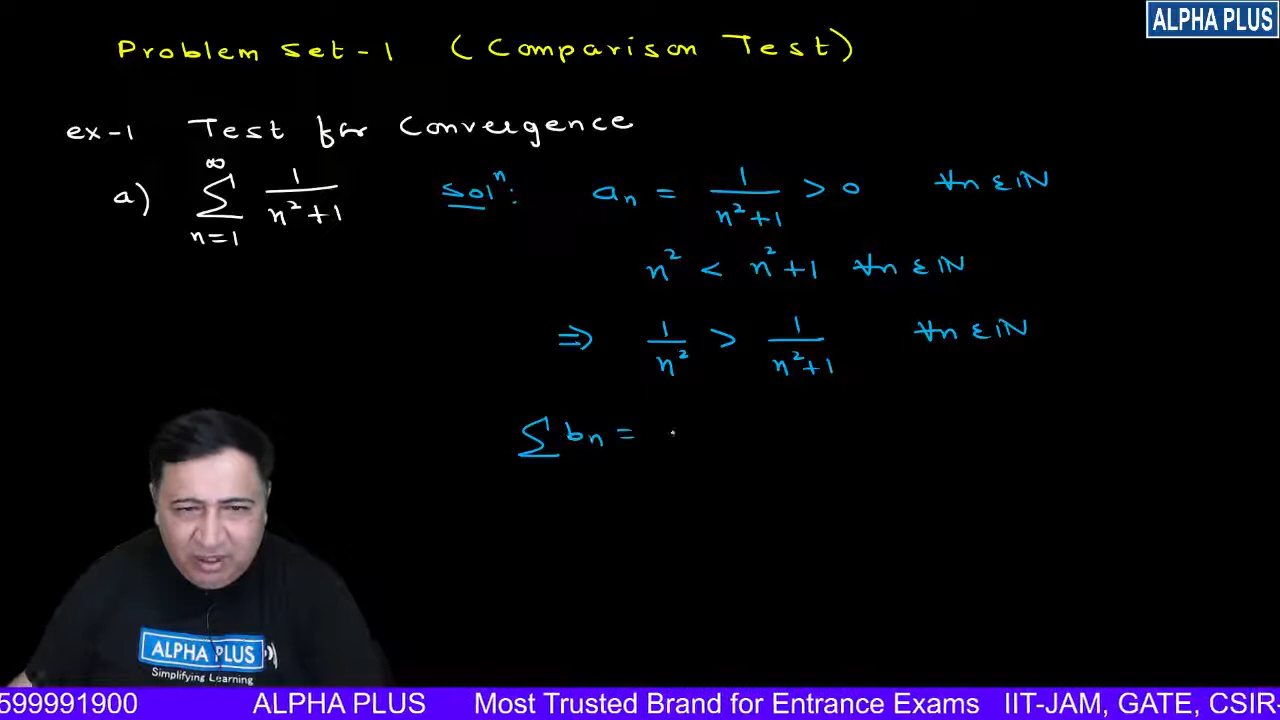 ALPHA PLUS
Problem set-1 (Comparison Test)
ex-1 Test for Convergence
a) ∞ ∑ n=1 1/(n²+1) solⁿ: aₙ = 1/(n²+1) > 0 ∀n ∈ ℕ
n² < n²+1 ∀n ∈ ℕ
⇒ 1/n² > 1/(n²+1) ∀n ∈ ℕ
∑ bₙ =
ALPHA PLUS
Simplifying Learning
599991900 ALPHA PLUS Most Trusted Brand for Entrance Exams IIT-JAM, GATE, CSIR-